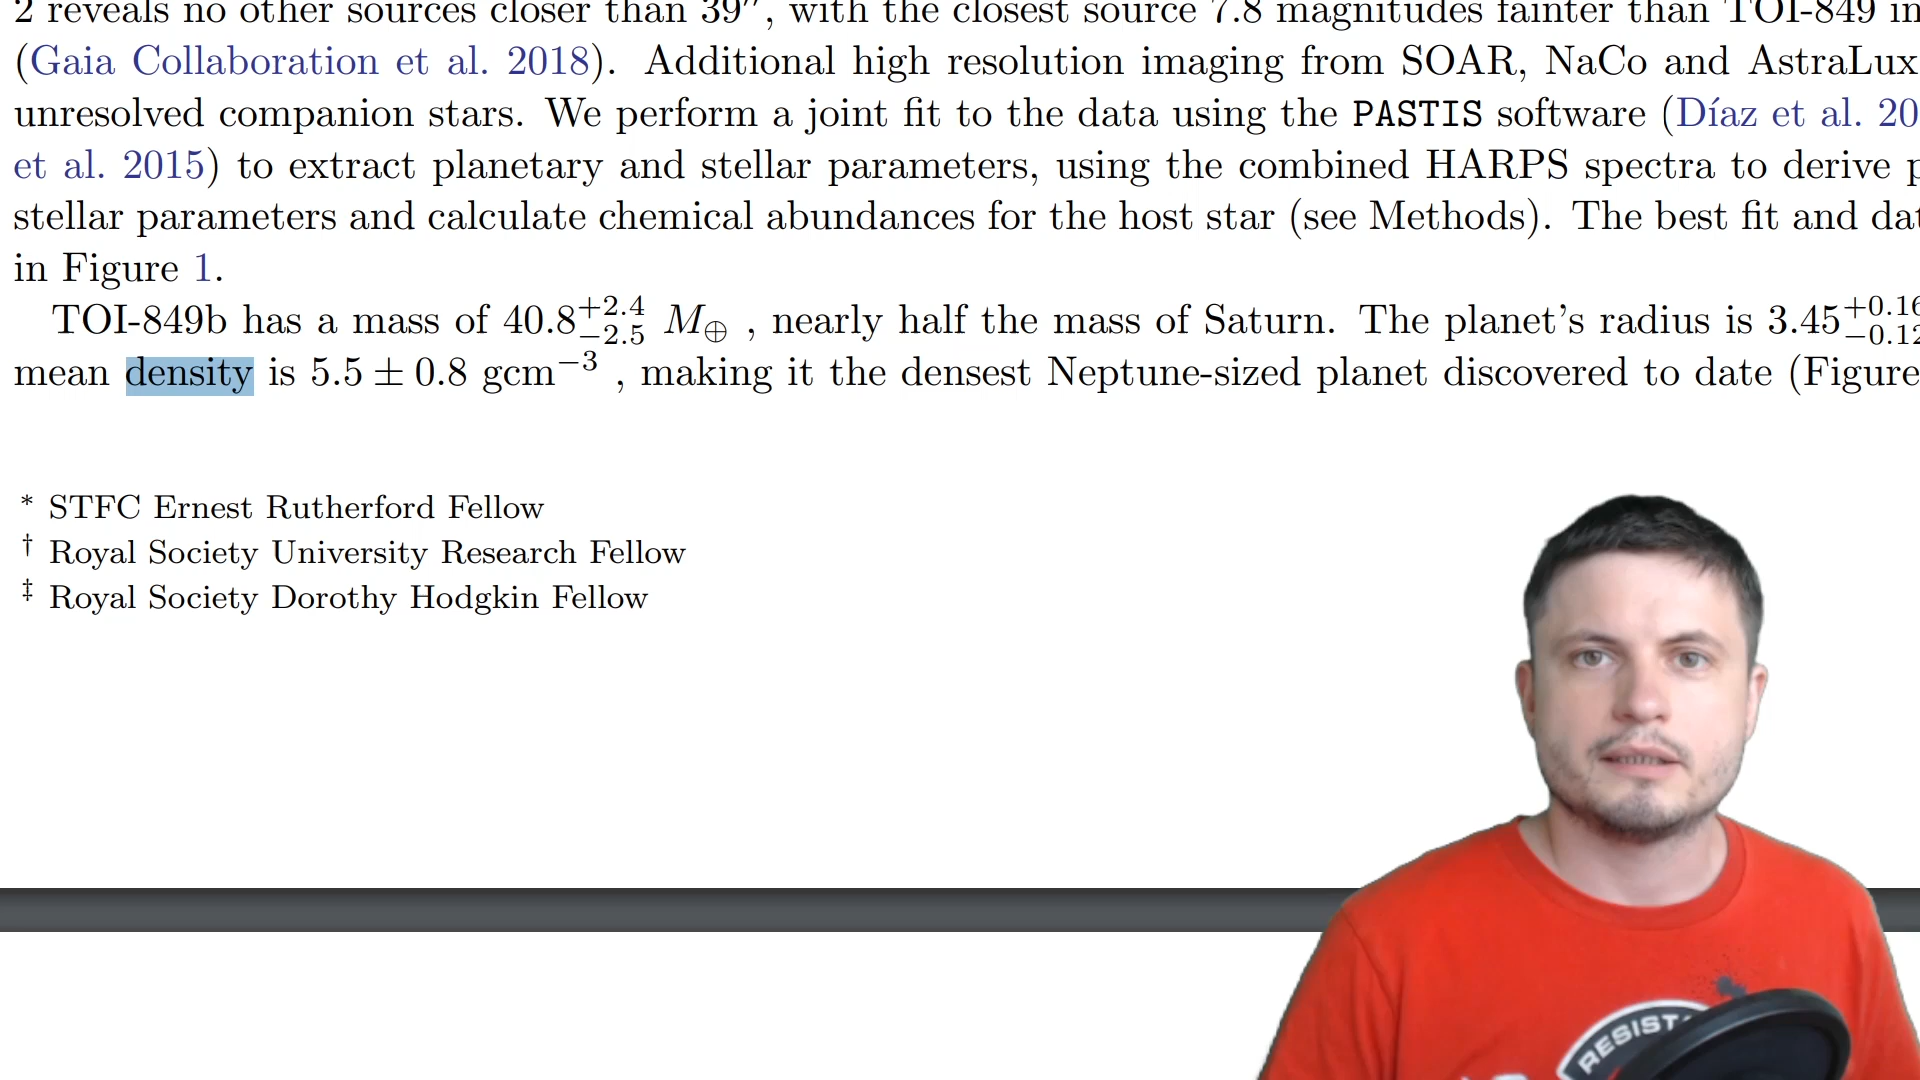 2 reveals no other sources closer than 39″, with the closest source 7.8 magnitudes fainter than TOI-849 in
(Gaia Collaboration et al. 2018). Additional high resolution imaging from SOAR, NaCo and AstraLux
unresolved companion stars. We perform a joint fit to the data using the PASTIS software (Díaz et al. 20
et al. 2015) to extract planetary and stellar parameters, using the combined HARPS spectra to derive p
stellar parameters and calculate chemical abundances for the host star (see Methods). The best fit and dat
in Figure 1.
TOI-849b has a mass of 40.8+2.4−2.5 M⊕ , nearly half the mass of Saturn. The planet's radius is 3.45+0.16−0.12
mean density is 5.5 ± 0.8 gcm−3 , making it the densest Neptune-sized planet discovered to date (Figure
* STFC Ernest Rutherford Fellow
† Royal Society University Research Fellow
‡ Royal Society Dorothy Hodgkin Fellow
RESIST